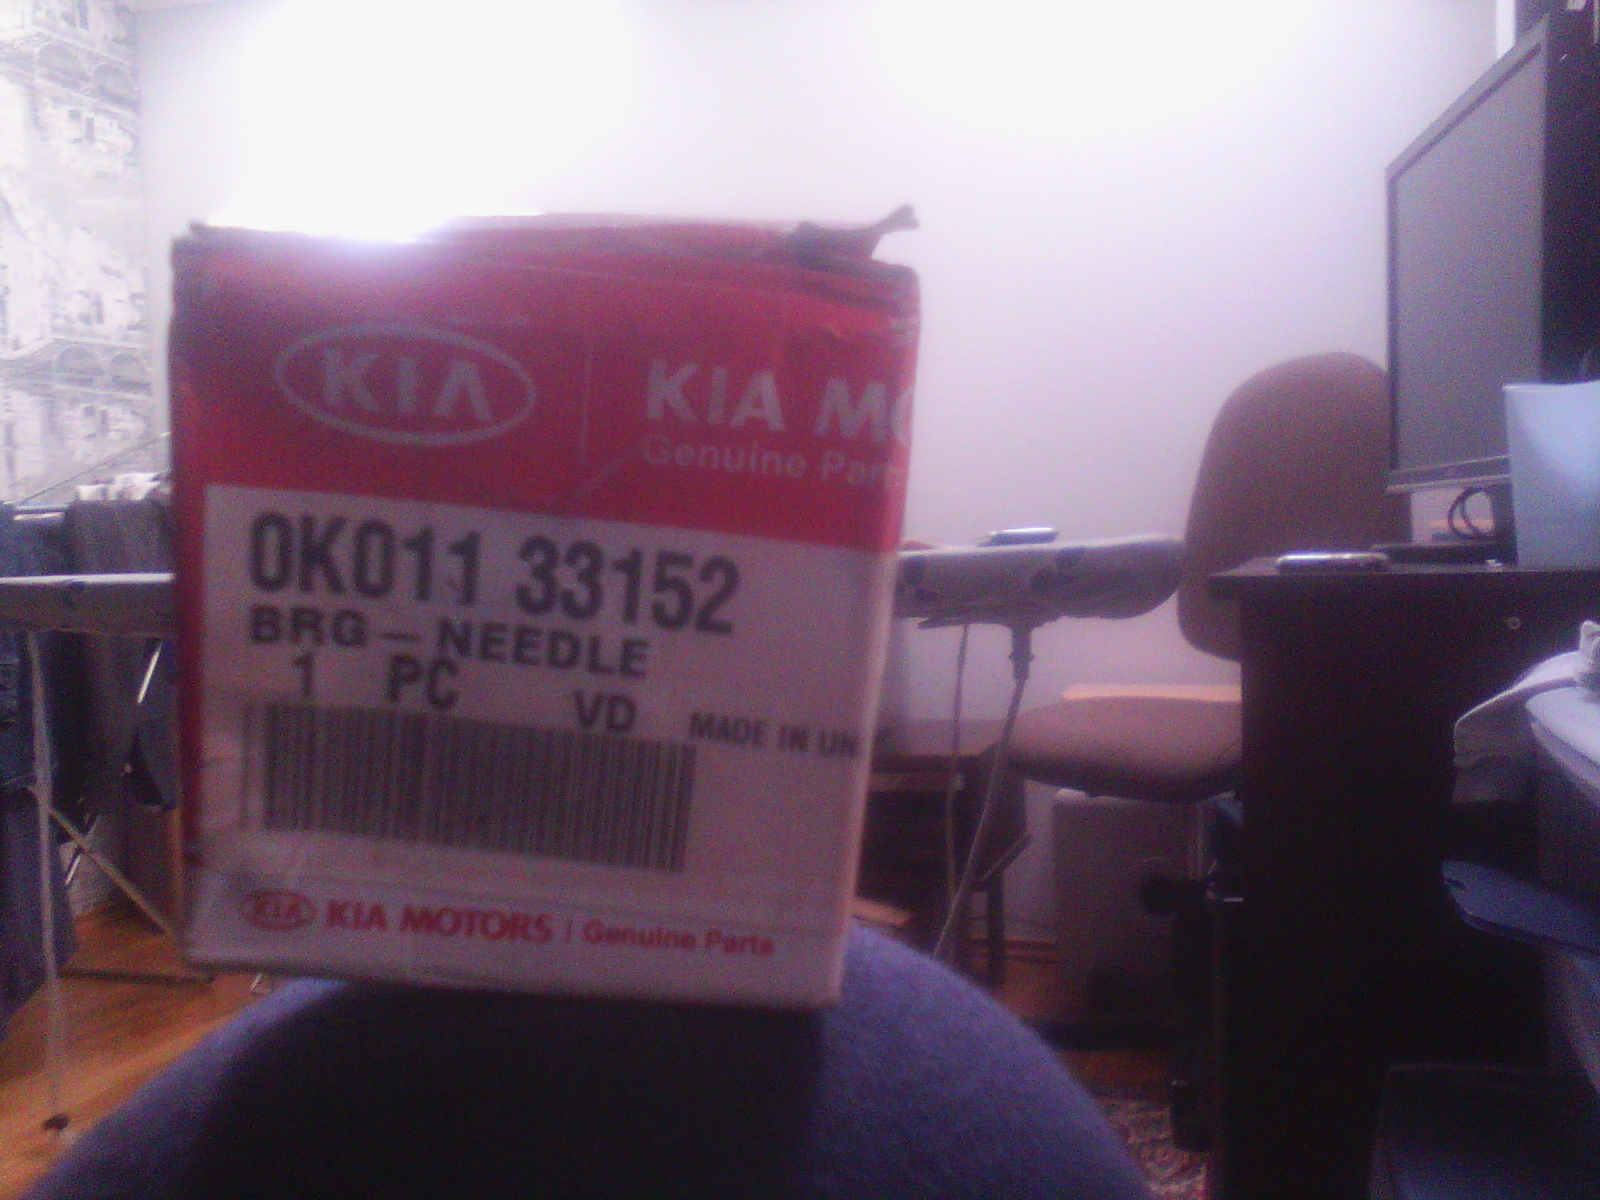 KIA
KIA MO
Genuine Part
0K011 33152
BRG-NEEDLE
1 PC VD
MADE IN UN
KIA KIA MOTORS | Genuine Parts